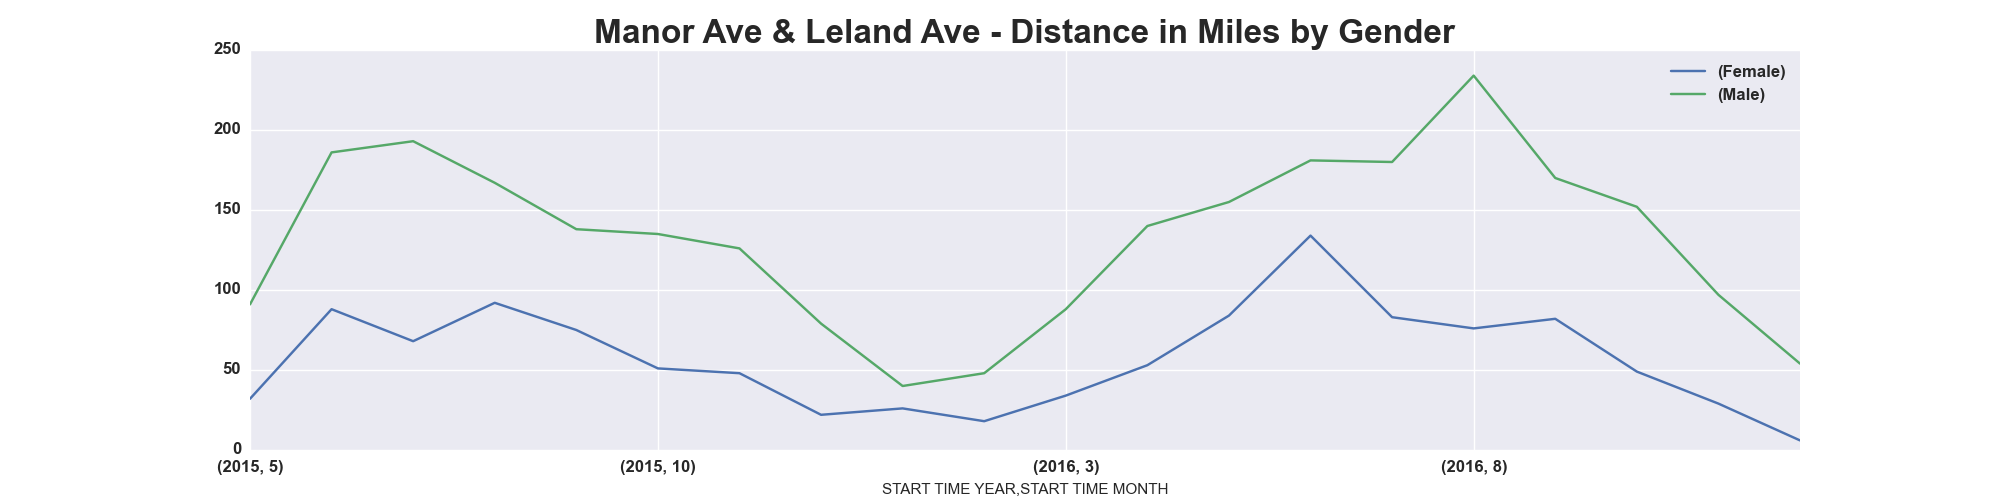 Manor Ave & Leland Ave - Distance in Miles by Gender
250
200
150
100
50
0
(Female)
(Male)
(2015, 5) (2015, 10) (2016, 3) (2016, 8)
START TIME YEAR,START TIME MONTH